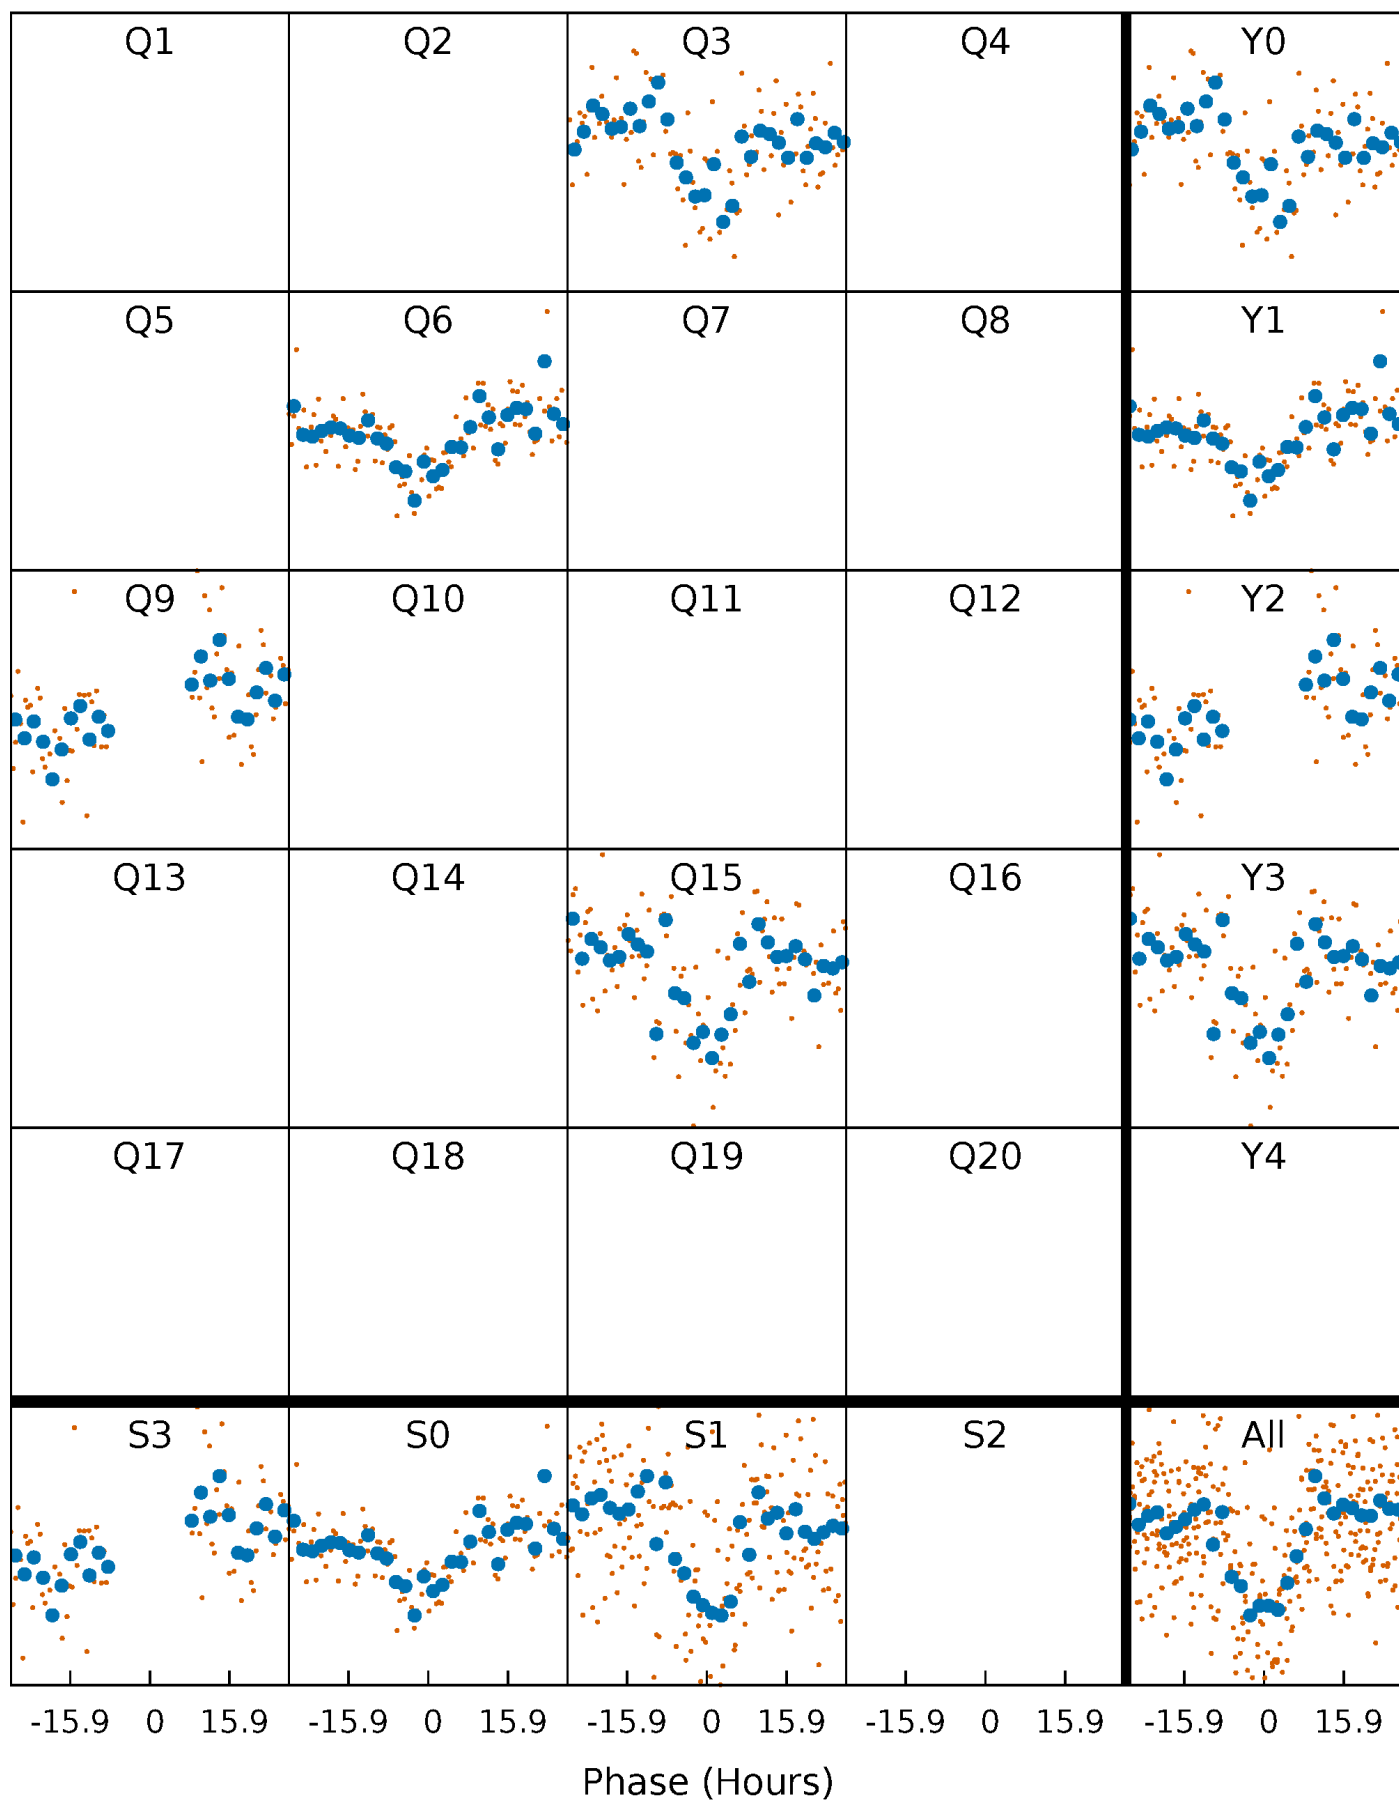 Q1 Q2 Q3 Q4 Y0
Q5 Q6 Q7 Q8 Y1
Q9 Q10 Q11 Q12 Y2
Q13 Q14 Q15 Q16 Y3
Q17 Q18 Q19 Q20 Y4
S3 S0 S1 S2 All
-15.9 0 15.9 -15.9 0 15.9 -15.9 0 15.9 -15.9 0 15.9 -15.9 0 15.9
Phase (Hours)